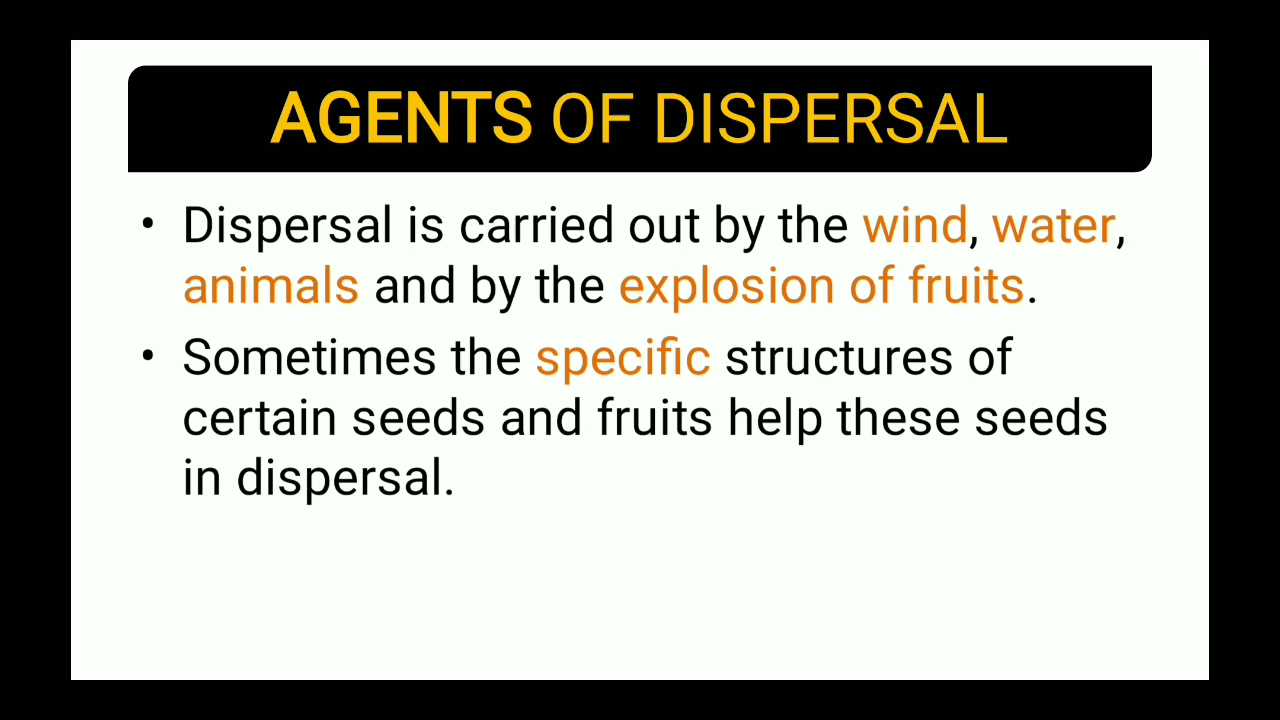 AGENTS OF DISPERSAL
• Dispersal is carried out by the wind, water,
animals and by the explosion of fruits.
• Sometimes the specific structures of
certain seeds and fruits help these seeds
in dispersal.